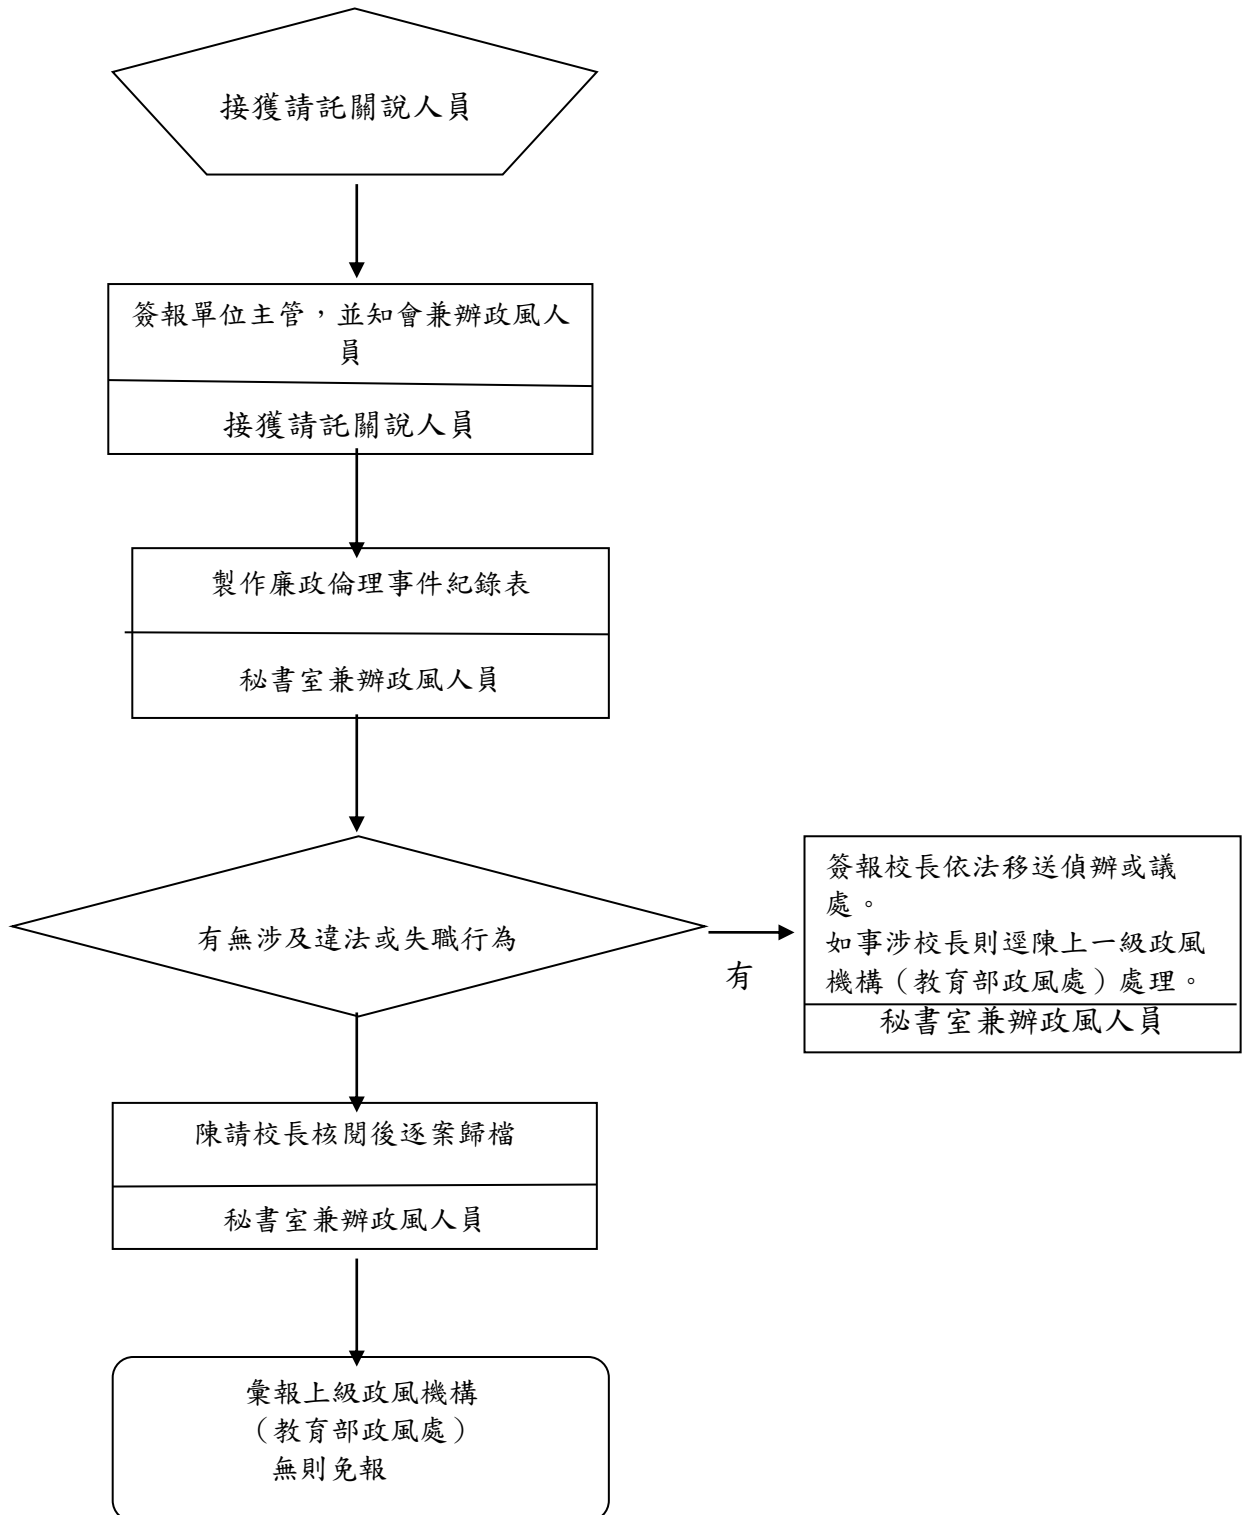 接獲請託關說人員
簽報單位主管，並知會兼辦政風人
員
接獲請託關說人員
製作廉政倫理事件紀錄表
秘書室兼辦政風人員
有無涉及違法或失職行為
有
簽報校長依法移送偵辦或議
處。
如事涉校長則逕陳上一級政風
機構（教育部政風處）處理。
秘書室兼辦政風人員
陳請校長核閱後逐案歸檔
秘書室兼辦政風人員
彙報上級政風機構
（教育部政風處）
無則免報